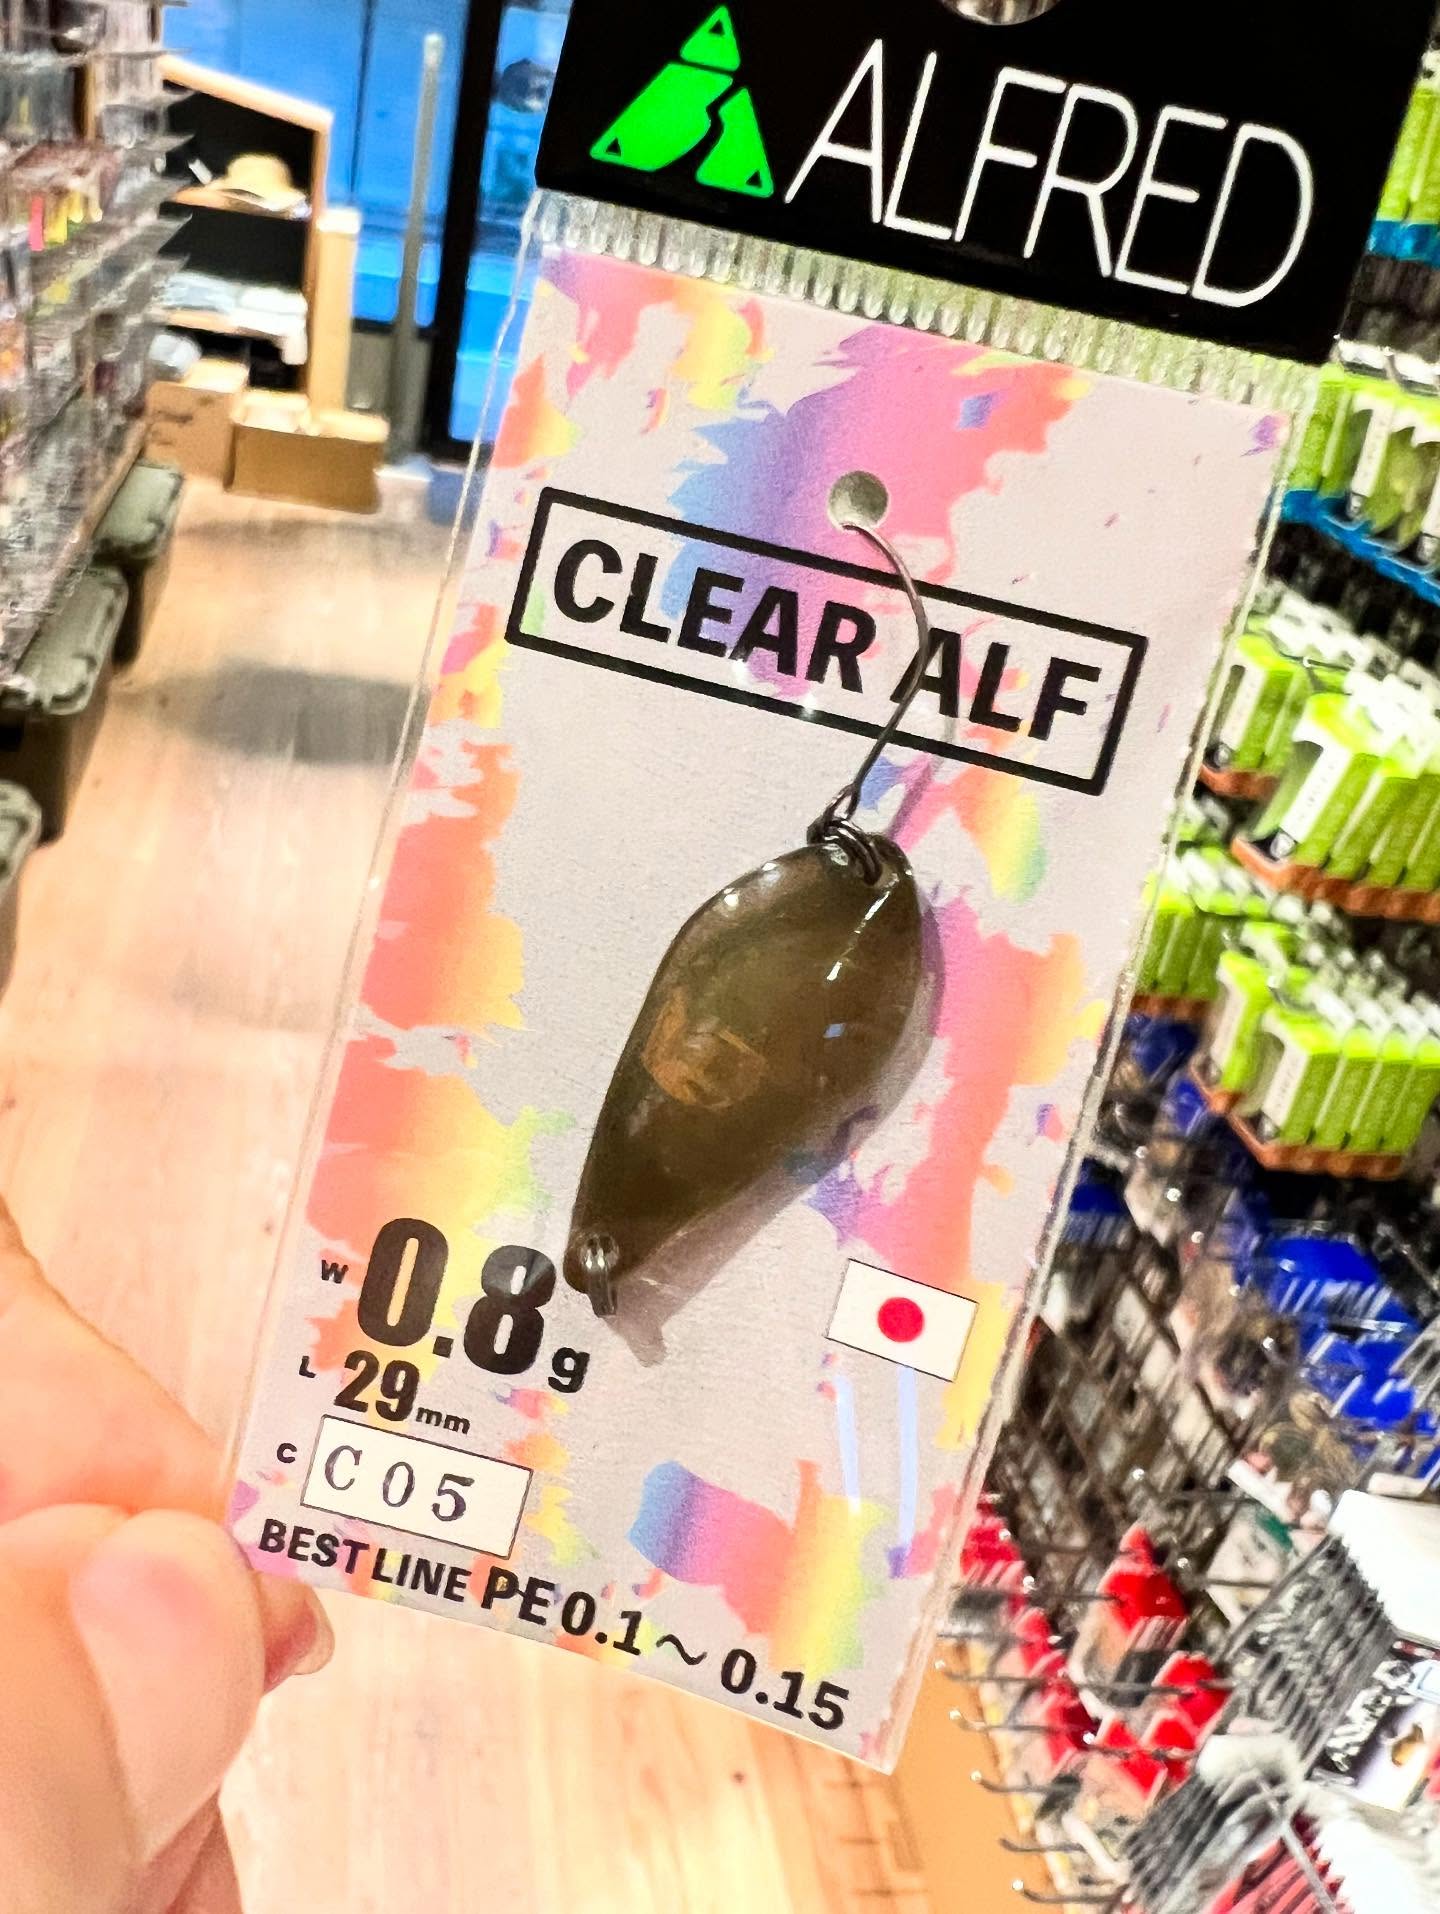 ALFRED
CLEAR ALF
W 0.8g
L 29mm
C C05
BEST LINE PE 0.1～0.15